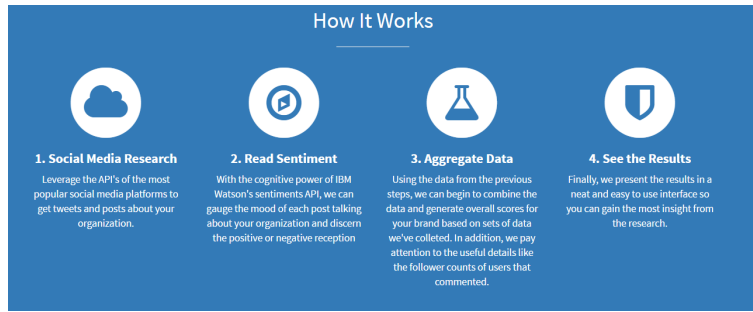 How It Works
1. Social Media Research
Leverage the API's of the most
popular social media platforms to
get tweets and posts about your
organization.
2. Read Sentiment
With the cognitive power of IBM
Watson's sentiments API, we can
gauge the mood of each post talking
about your organization and discern
the positive or negative reception
3. Aggregate Data
Using the data from the previous
steps, we can begin to combine the
data and generate overall scores for
your brand based on sets of data
we've colleted. In addition, we pay
attention to the useful details like
the follower counts of users that
commented.
4. See the Results
Finally, we present the results in a
neat and easy to use interface so
you can gain the most insight from
the research.